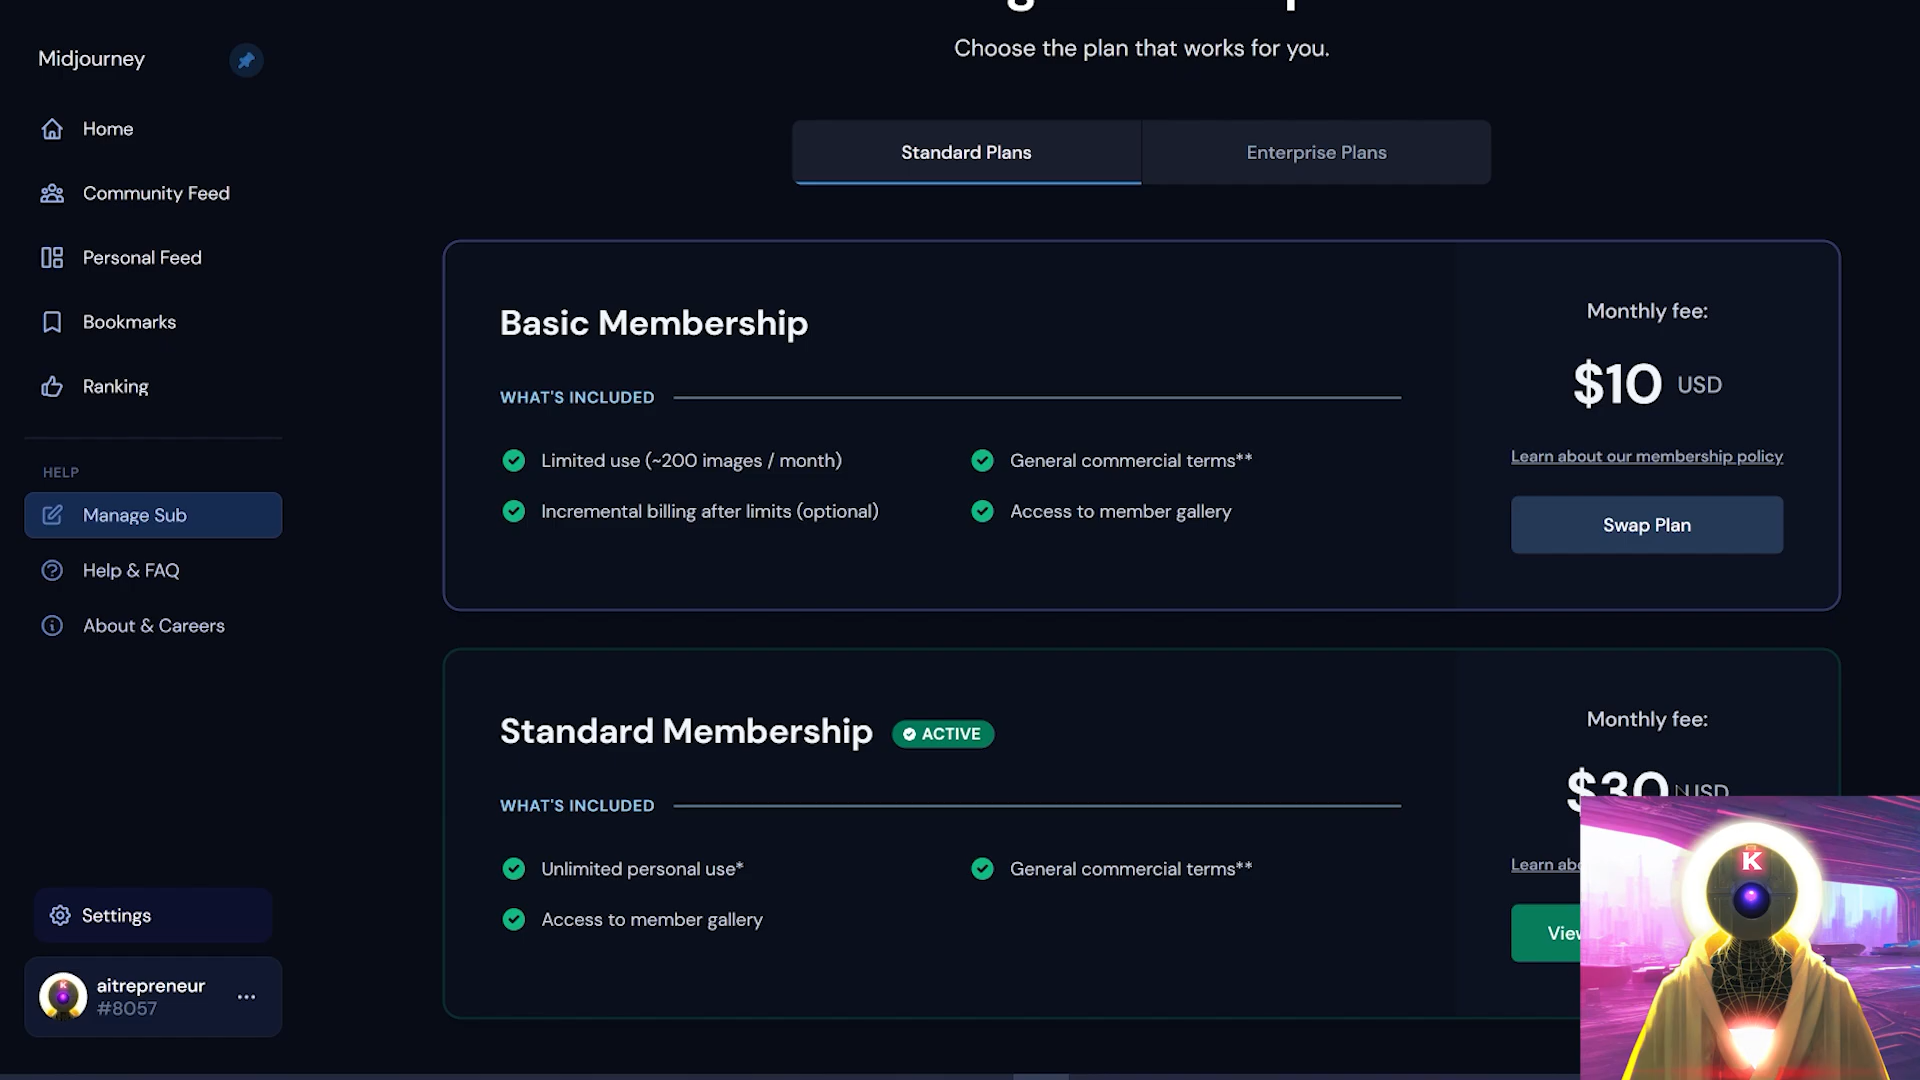 Midjourney
Home
Community Feed
Personal Feed
Bookmarks
Ranking
HELP
Manage Sub
Help & FAQ
About & Careers
Settings
aitrepreneur
#8057
Choose the plan that works for you.
Standard Plans
Enterprise Plans
Basic Membership
WHAT'S INCLUDED
Limited use (~200 images / month)
General commercial terms**
Incremental billing after limits (optional)
Access to member gallery
Monthly fee:
$10 USD
Learn about our membership policy
Swap Plan
Standard Membership
ACTIVE
WHAT'S INCLUDED
Unlimited personal use*
General commercial terms**
Access to member gallery
Monthly fee:
$30 USD
Learn
View
K